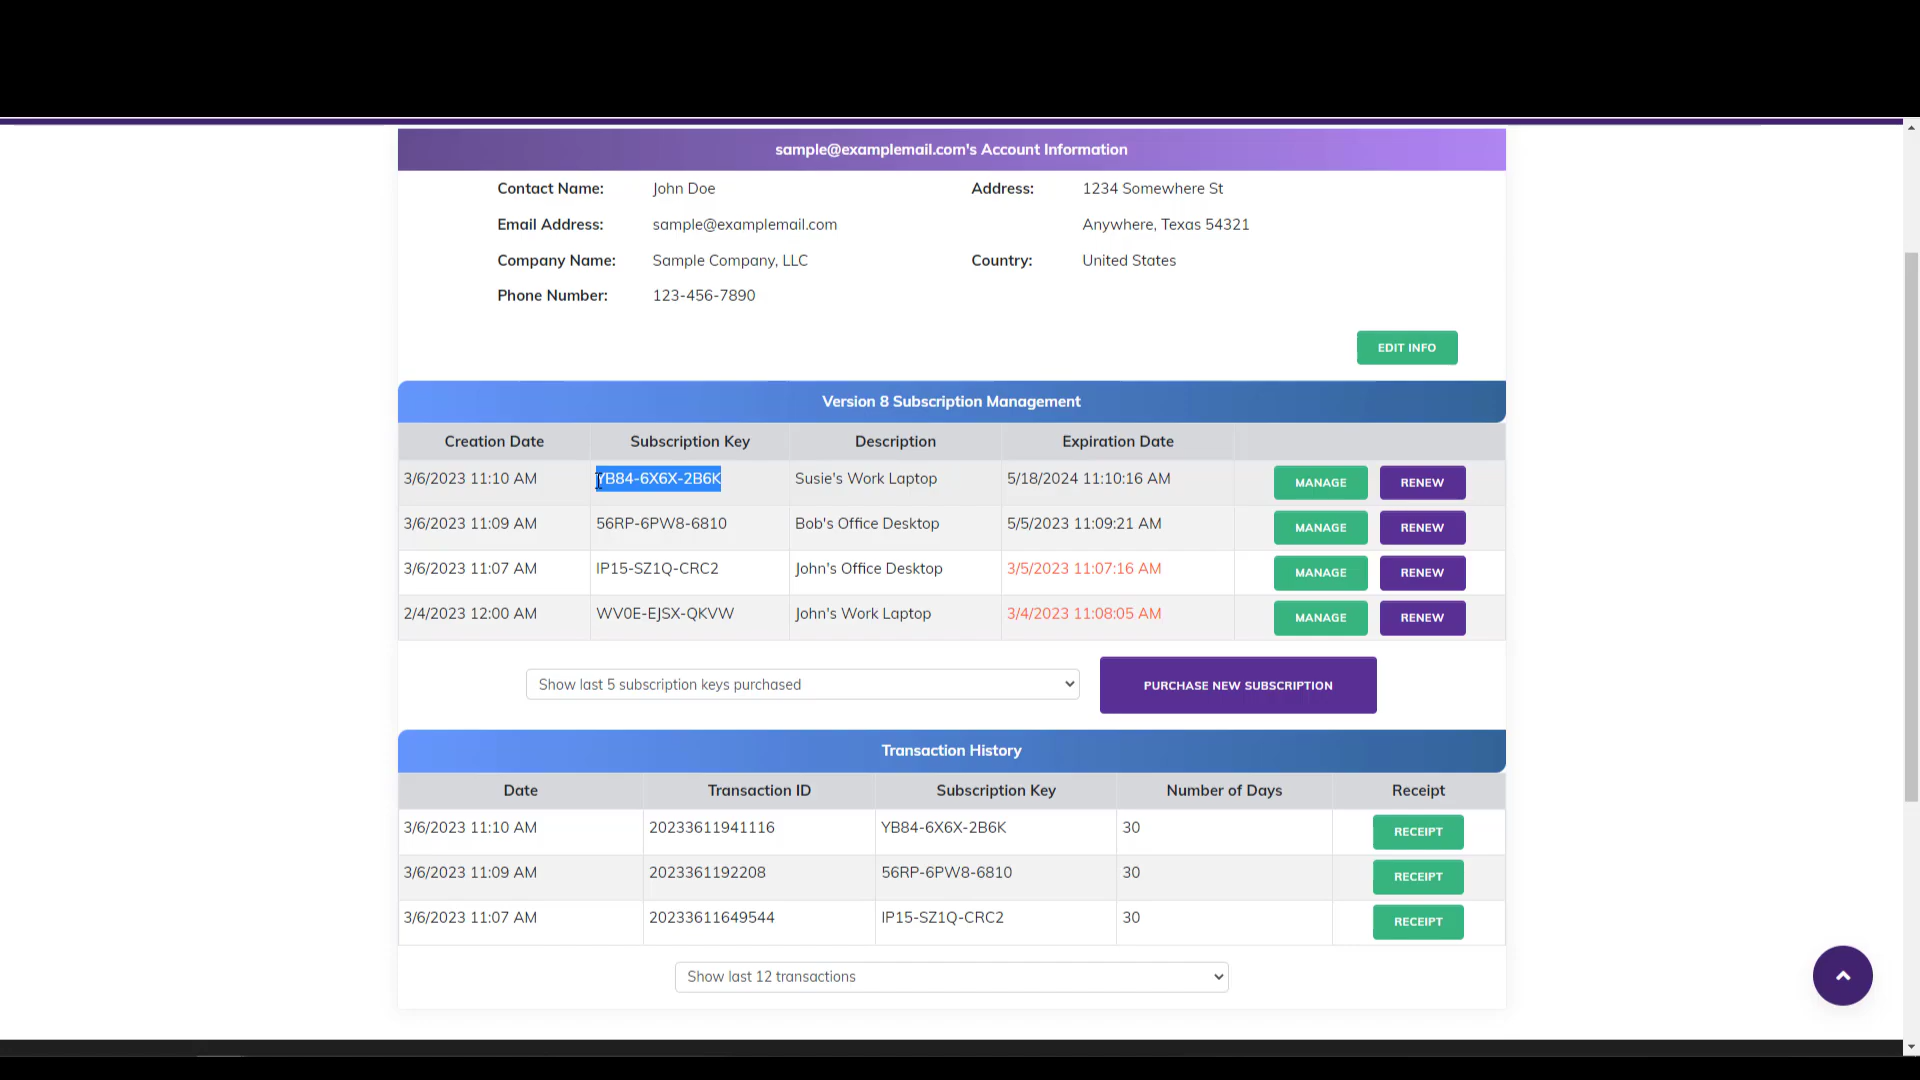 sample@examplemail.com's Account Information
Contact Name: John Doe Address: 1234 Somewhere St
Email Address: sample@examplemail.com Anywhere, Texas 54321
Company Name: Sample Company, LLC Country: United States
Phone Number: 123-456-7890
EDIT INFO
Version 8 Subscription Management
Creation Date Subscription Key Description Expiration Date
3/6/2023 11:10 AM YB84-6X6X-2B6K Susie's Work Laptop 5/18/2024 11:10:16 AM MANAGE RENEW
3/6/2023 11:09 AM 56RP-6PW8-6810 Bob's Office Desktop 5/5/2023 11:09:21 AM MANAGE RENEW
3/6/2023 11:07 AM IP15-SZ1Q-CRC2 John's Office Desktop 3/5/2023 11:07:16 AM MANAGE RENEW
2/4/2023 12:00 AM WV0E-EJSX-QKVW John's Work Laptop 3/4/2023 11:08:05 AM MANAGE RENEW
Show last 5 subscription keys purchased PURCHASE NEW SUBSCRIPTION
Transaction History
Date Transaction ID Subscription Key Number of Days Receipt
3/6/2023 11:10 AM 20233611941116 YB84-6X6X-2B6K 30 RECEIPT
3/6/2023 11:09 AM 2023361192208 56RP-6PW8-6810 30 RECEIPT
3/6/2023 11:07 AM 20233611649544 IP15-SZ1Q-CRC2 30 RECEIPT
Show last 12 transactions